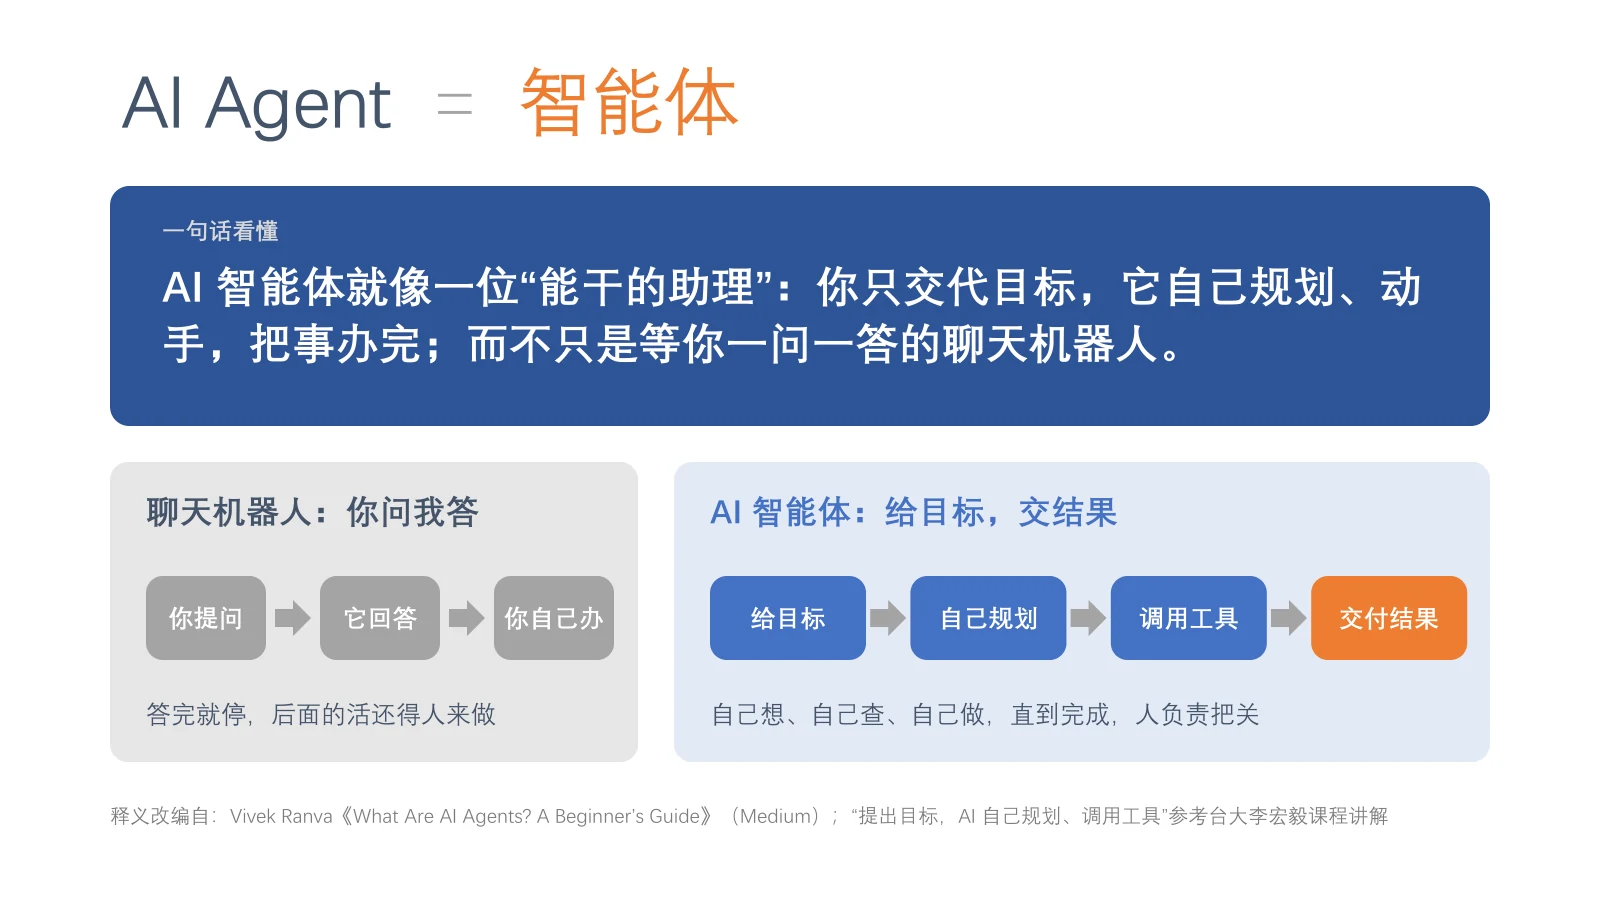 AI Agent = 智能体
一句话看懂
AI 智能体就像一位“能干的助理”：你只交代目标，它自己规划、动
手，把事办完；而不只是等你一问一答的聊天机器人。
聊天机器人：你问我答
你提问
它回答
你自己办
答完就停，后面的活还得人来做
AI 智能体：给目标，交结果
给目标
自己规划
调用工具
交付结果
自己想、自己查、自己做，直到完成，人负责把关
释义改编自：Vivek Ranva《What Are AI Agents? A Beginner’s Guide》（Medium）；“提出目标，AI 自己规划、调用工具”参考台大李宏毅课程讲解